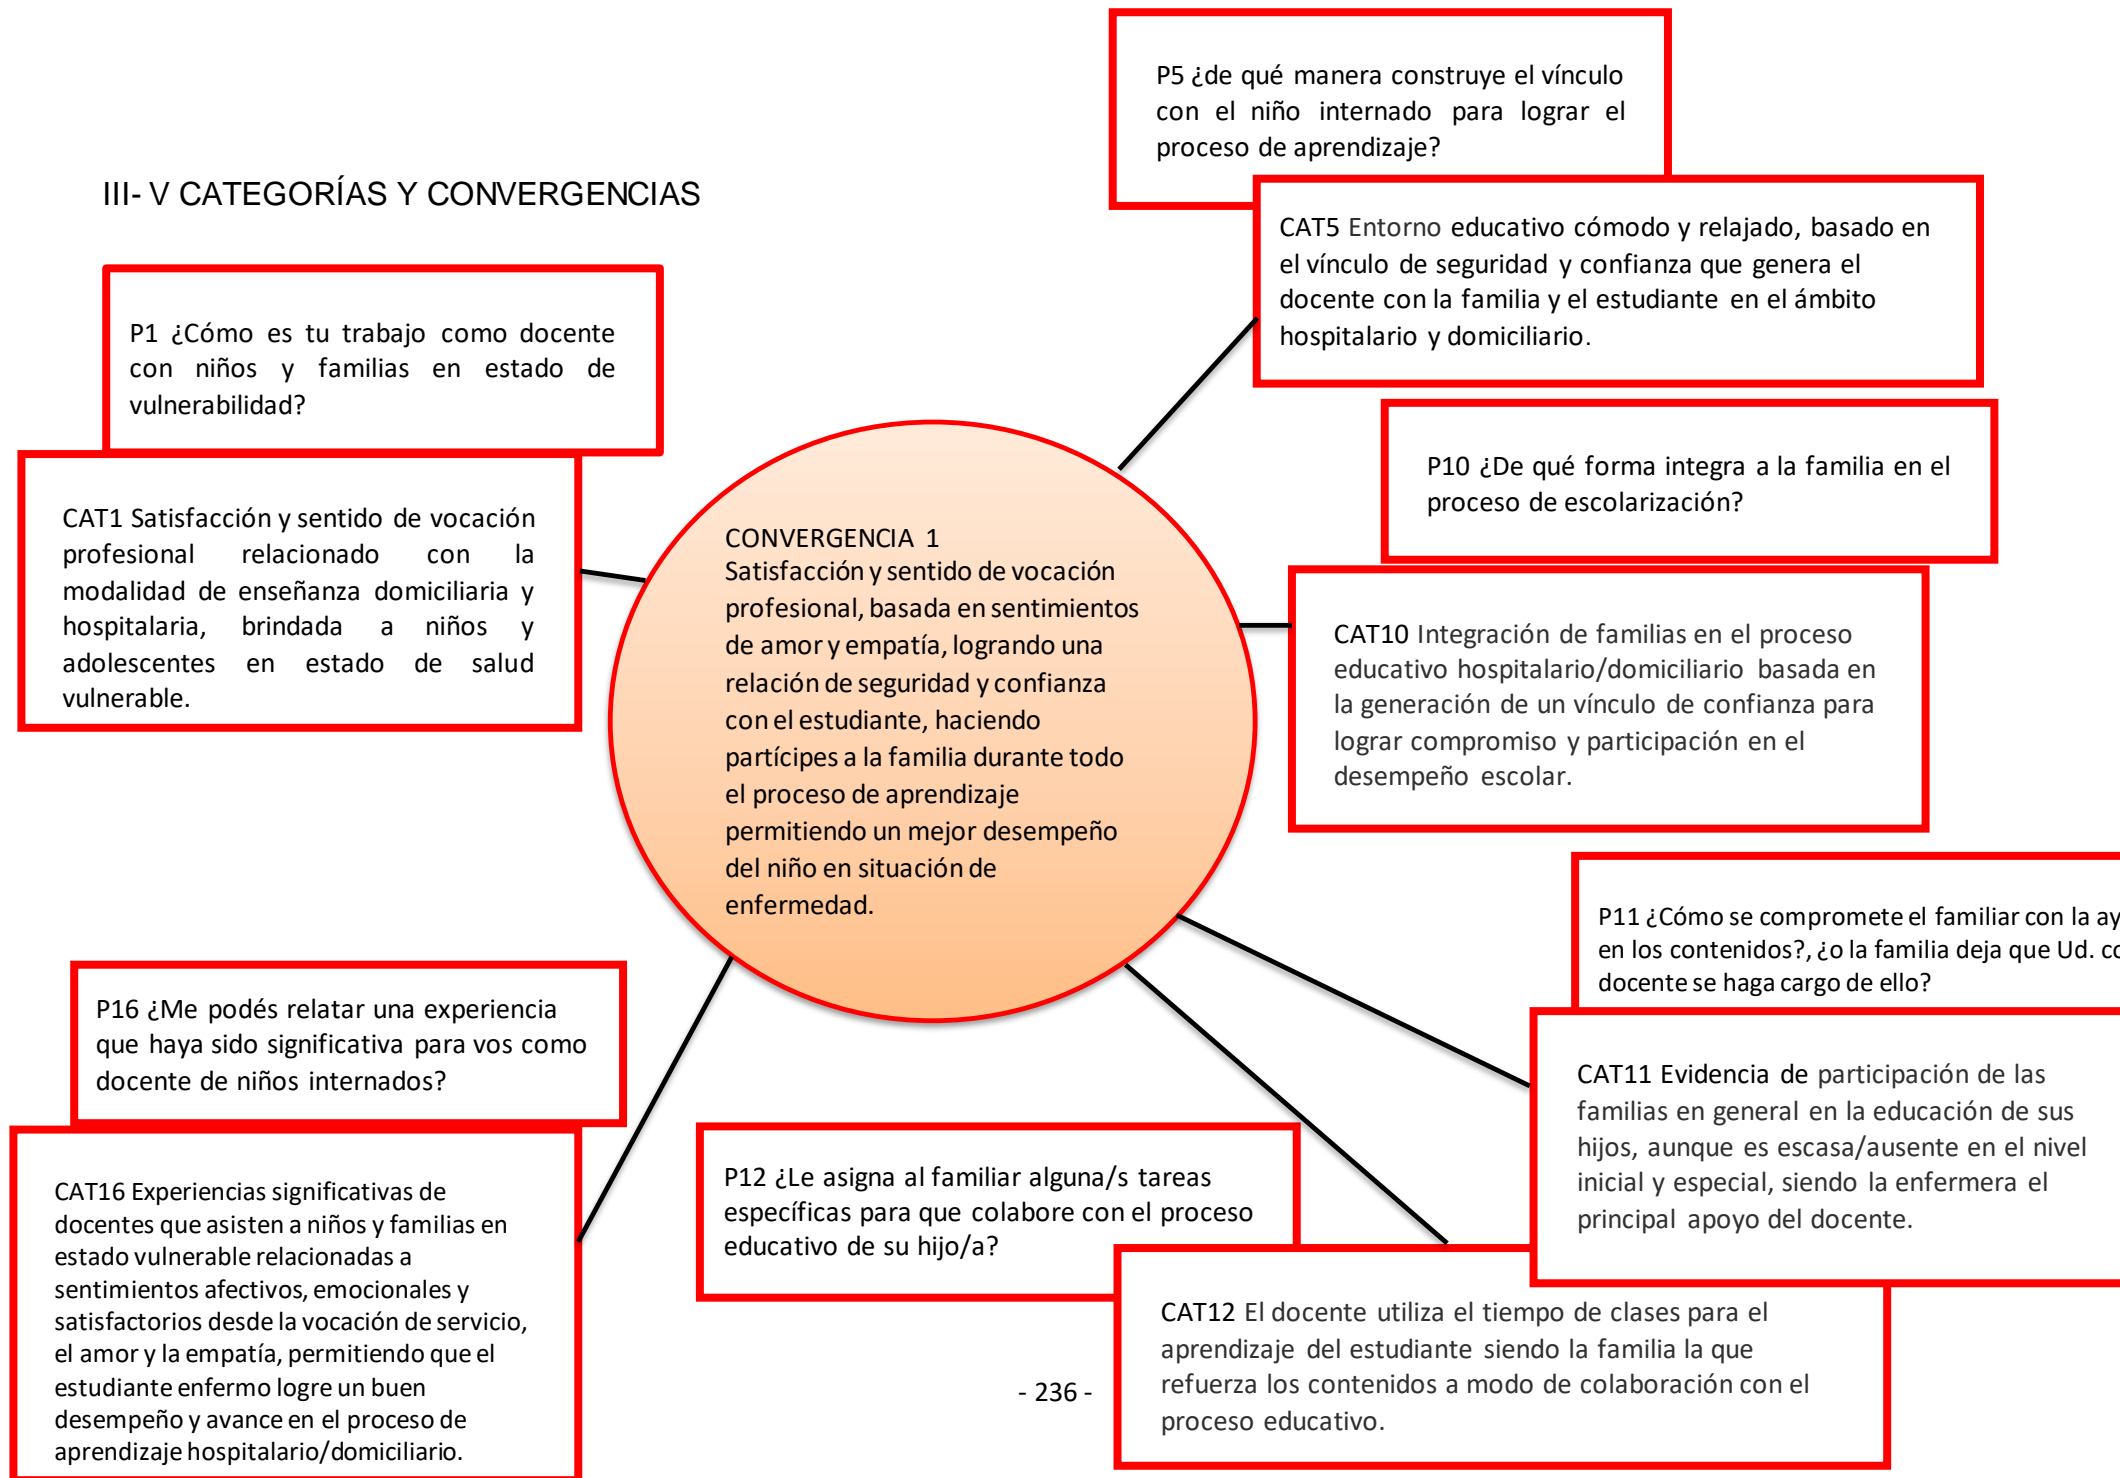 III- V CATEGORÍAS Y CONVERGENCIAS
P1 ¿Cómo es tu trabajo como docente
con niños y familias en estado de
vulnerabilidad?
CAT1 Satisfacción y sentido de vocación
profesional relacionado con la
modalidad de enseñanza domiciliaria y
hospitalaria, brindada a niños y
adolescentes en estado de salud
vulnerable.
P5 ¿de qué manera construye el vínculo
con el niño internado para lograr el
proceso de aprendizaje?
CAT5 Entorno educativo cómodo y relajado, basado en
el vínculo de seguridad y confianza que genera el
docente con la familia y el estudiante en el ámbito
hospitalario y domiciliario.
P10 ¿De qué forma integra a la familia en el
proceso de escolarización?
CAT10 Integración de familias en el proceso
educativo hospitalario/domiciliario basada en
la generación de un vínculo de confianza para
lograr compromiso y participación en el
desempeño escolar.
CONVERGENCIA 1
Satisfacción y sentido de vocación
profesional, basada en sentimientos
de amor y empatía, logrando una
relación de seguridad y confianza
con el estudiante, haciendo
partícipes a la familia durante todo
el proceso de aprendizaje
permitiendo un mejor desempeño
del niño en situación de
enfermedad.
P11 ¿Cómo se compromete el familiar con la
en los contenidos?, ¿o la familia deja que Ud.
docente se haga cargo de ello?
CAT11 Evidencia de participación de las
familias en general en la educación de sus
hijos, aunque es escasa/ausente en el nivel
inicial y especial, siendo la enfermera el
principal apoyo del docente.
P16 ¿Me podés relatar una experiencia
que haya sido significativa para vos como
docente de niños internados?
CAT16 Experiencias significativas de
docentes que asisten a niños y familias en
estado vulnerable relacionadas a
sentimientos afectivos, emocionales y
satisfactorios desde la vocación de servicio,
el amor y la empatía, permitiendo que el
estudiante enfermo logre un buen
desempeño y avance en el proceso de
aprendizaje hospitalario/domiciliario.
P12 ¿Le asigna al familiar alguna/s tareas
específicas para que colabore con el proceso
educativo de su hijo/a?
CAT12 El docente utiliza el tiempo de clases para el
aprendizaje del estudiante siendo la familia la que
refuerza los contenidos a modo de colaboración con el
proceso educativo.
- 236 -